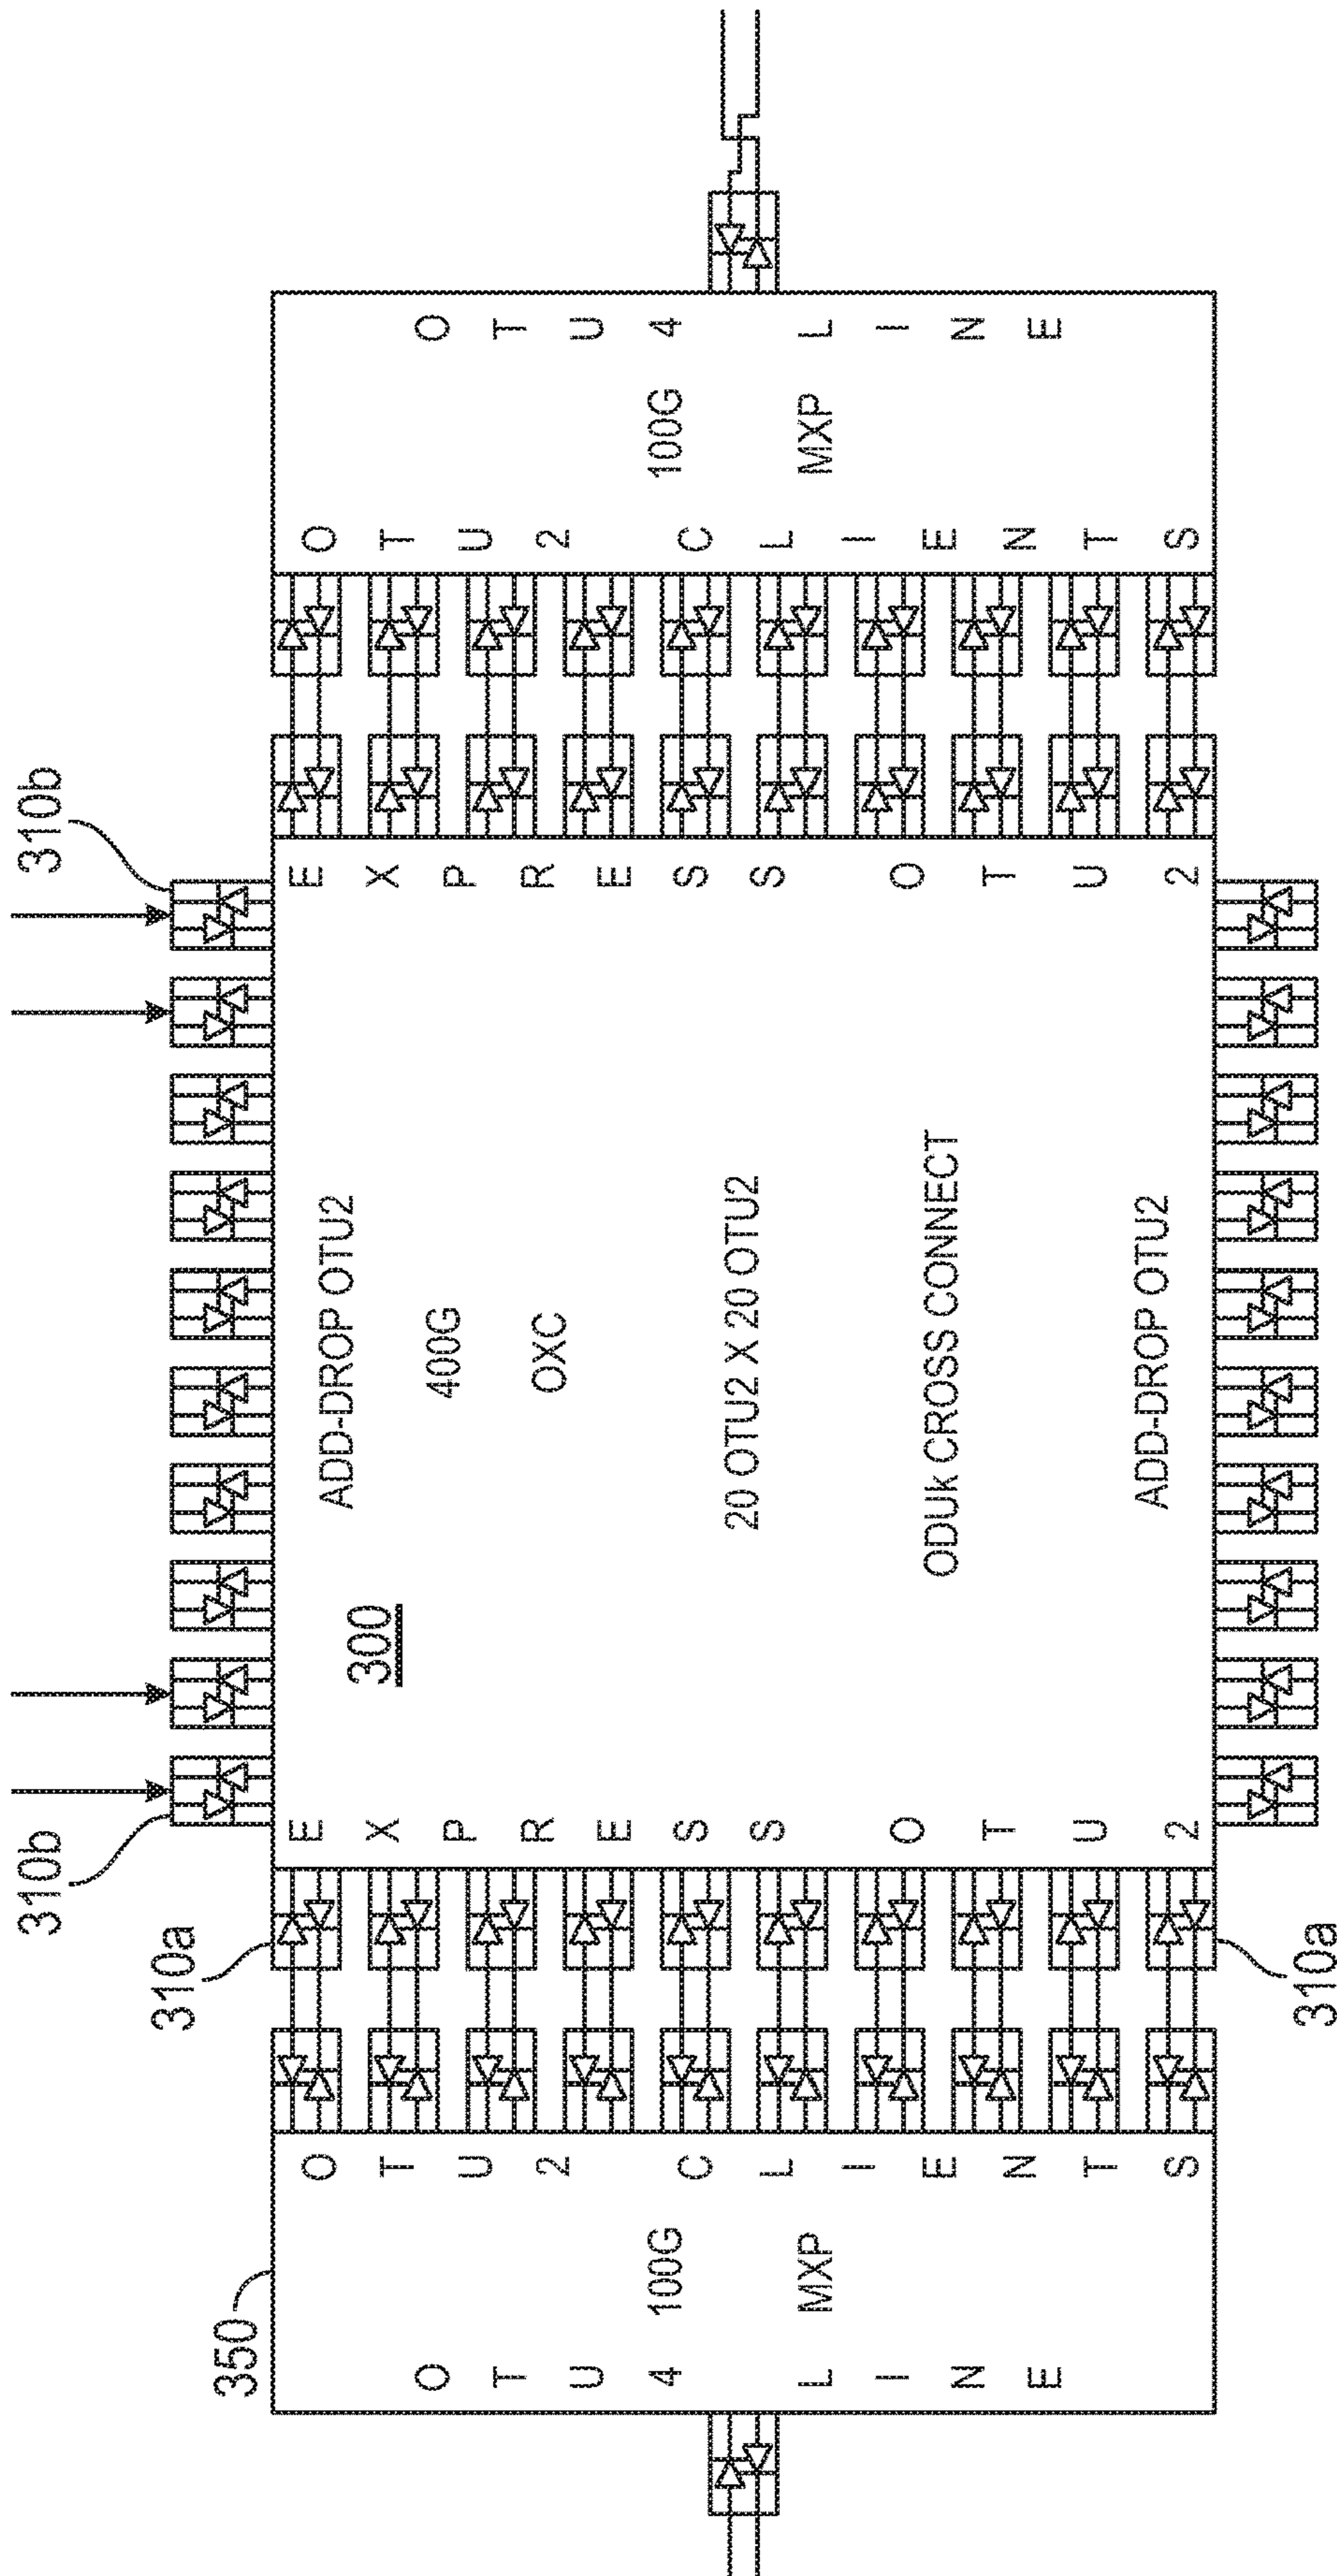 310b
310b
310a
350
OTU4 LINE
100G
MXP
OTU2 CLIENTS
EXPRESS OTU2
ADD-DROP OTU2
300
400G
OXC
20 OTU2 X 20 OTU2
ODUk CROSS CONNECT
ADD-DROP OTU2
EXPRESS OTU2
OTU2 CLIENTS
100G
MXP
OTU4 LINE
310a